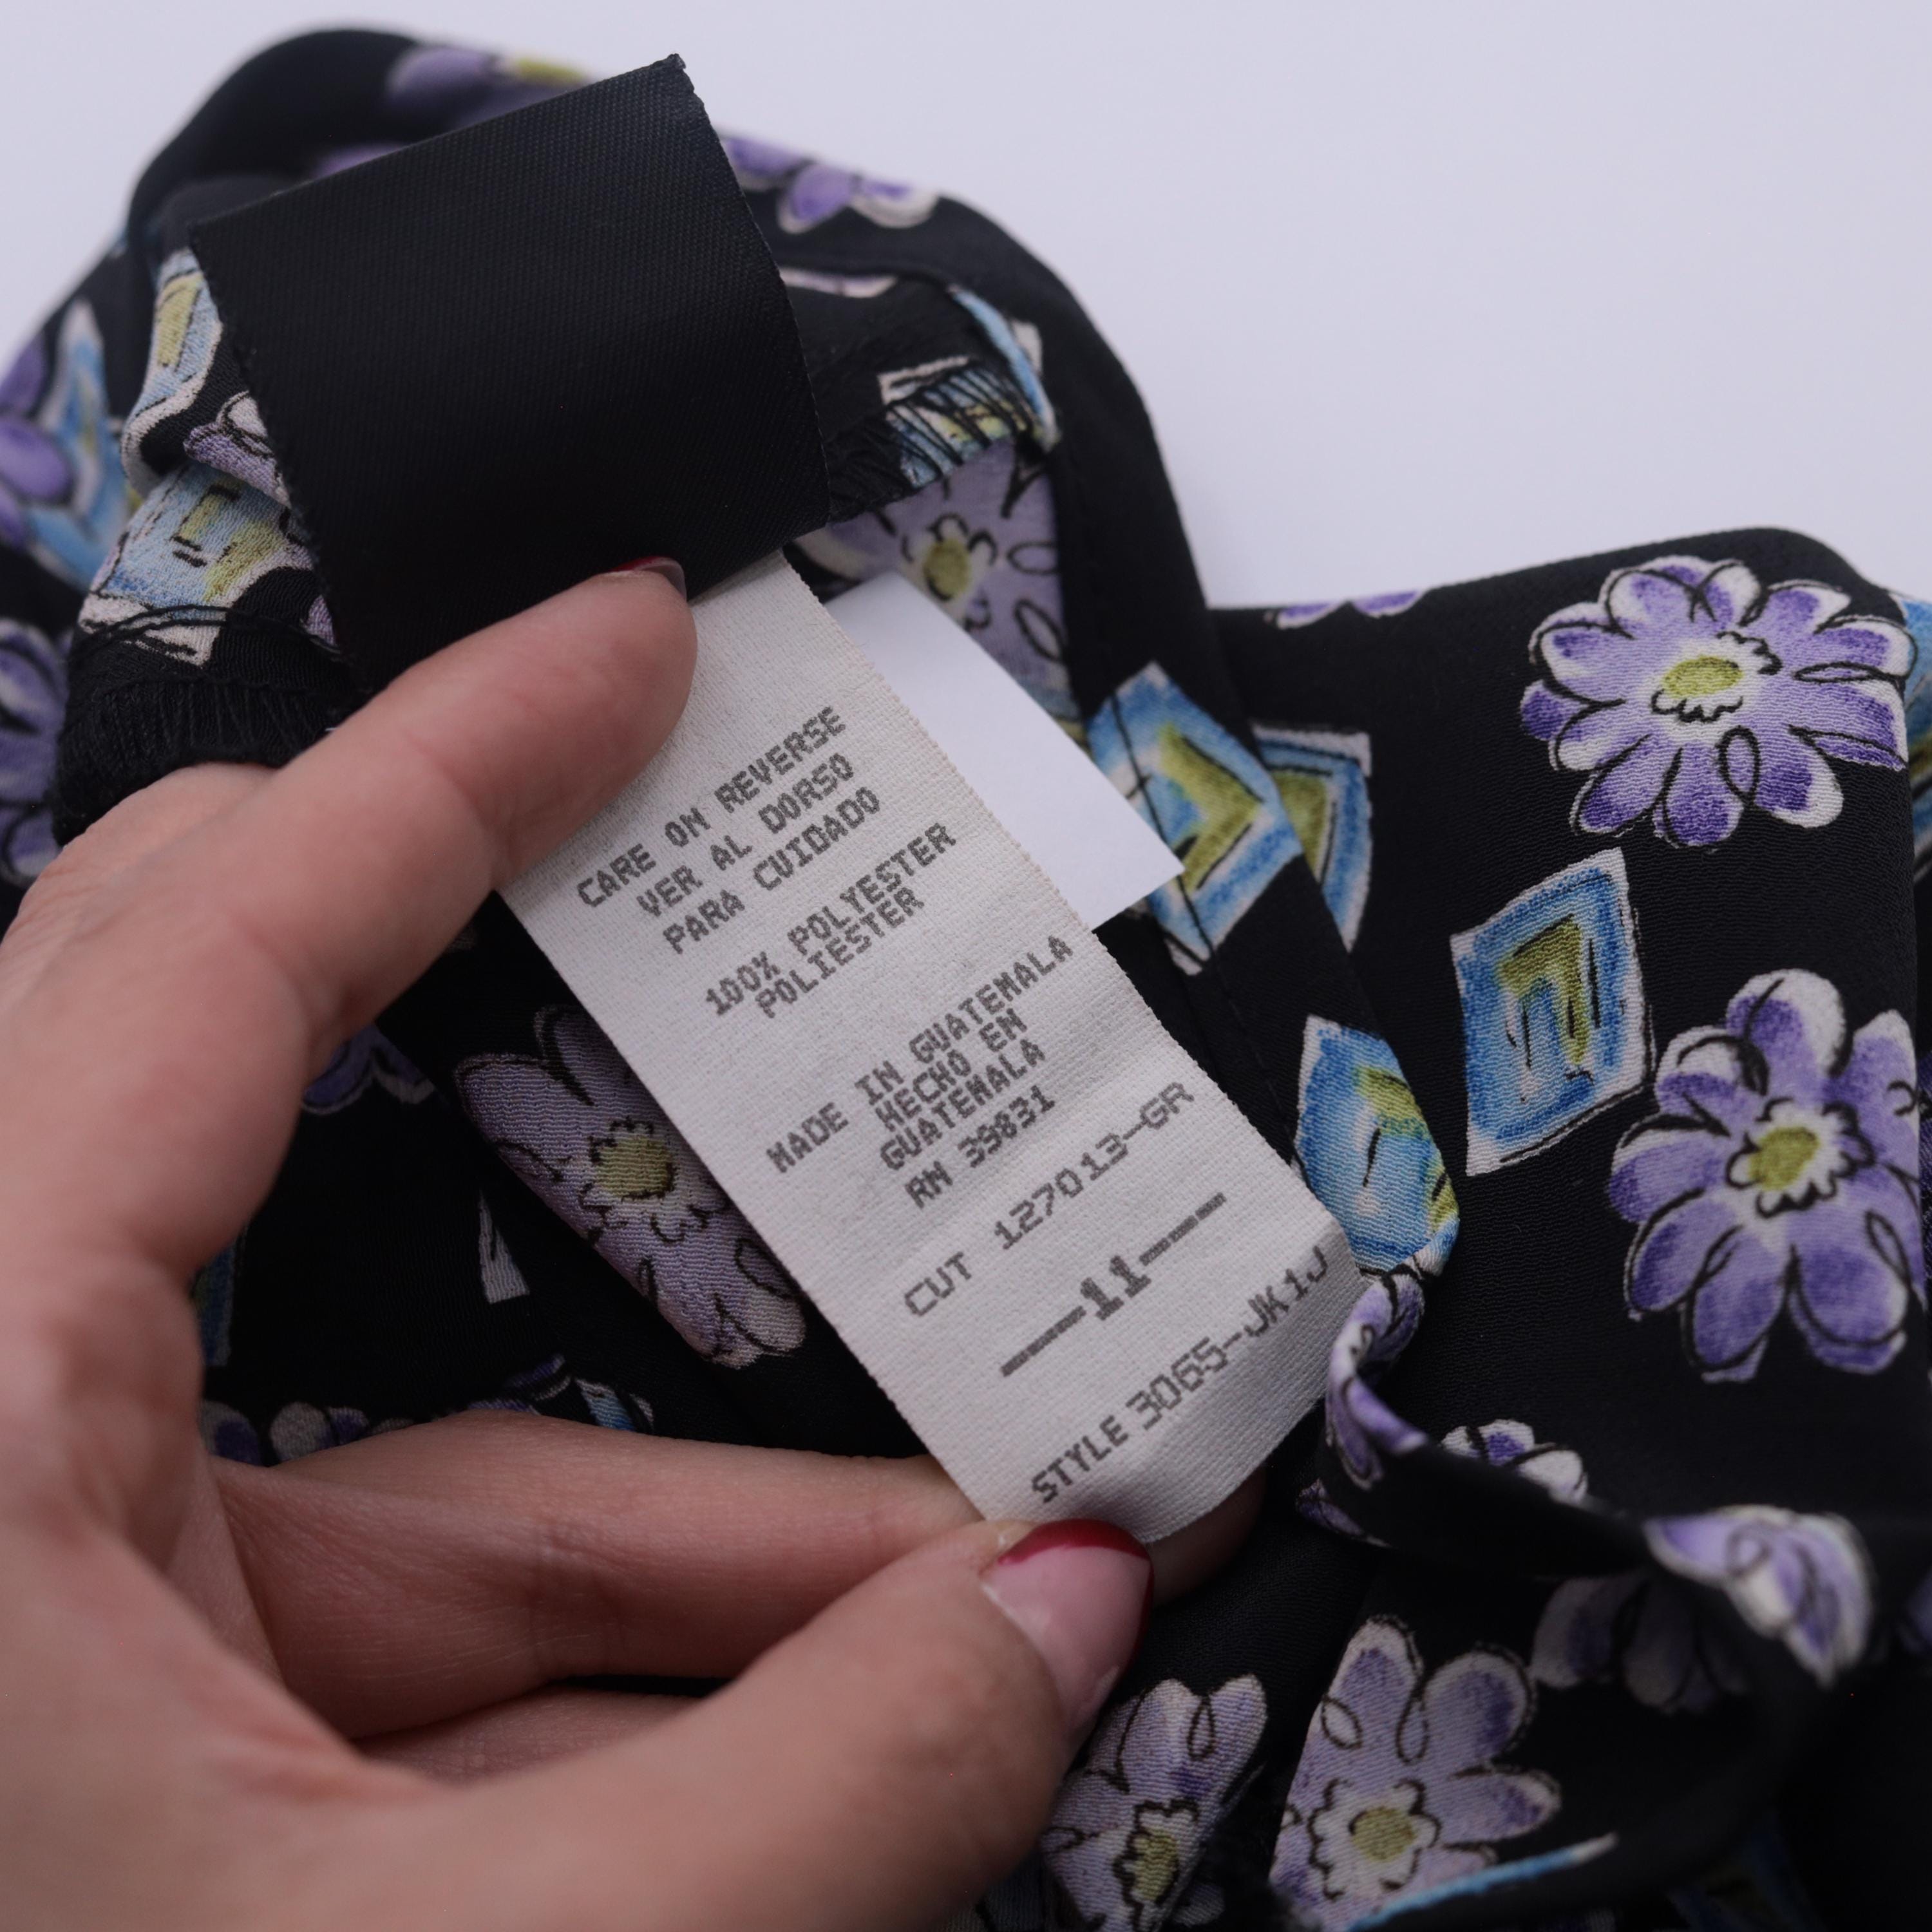 CARE ON REVERSE
VER AL DORSO
PARA CUIDADO
100% POLYESTER
POLIESTER
MADE IN GUATEMALA
HECHO EN
GUATEMALA
RN 39831
CUT 127013-GR
----11----
STYLE 3065-JK1J